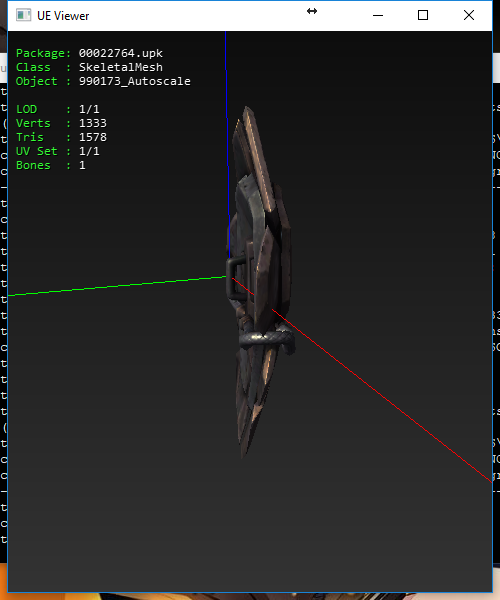 UE Viewer
Package: 00022764.upk
Class  : SkeletalMesh
Object : 990173_Autoscale
LOD    : 1/1
Verts  : 1333
Tris   : 1578
UV Set : 1/1
Bones  : 1